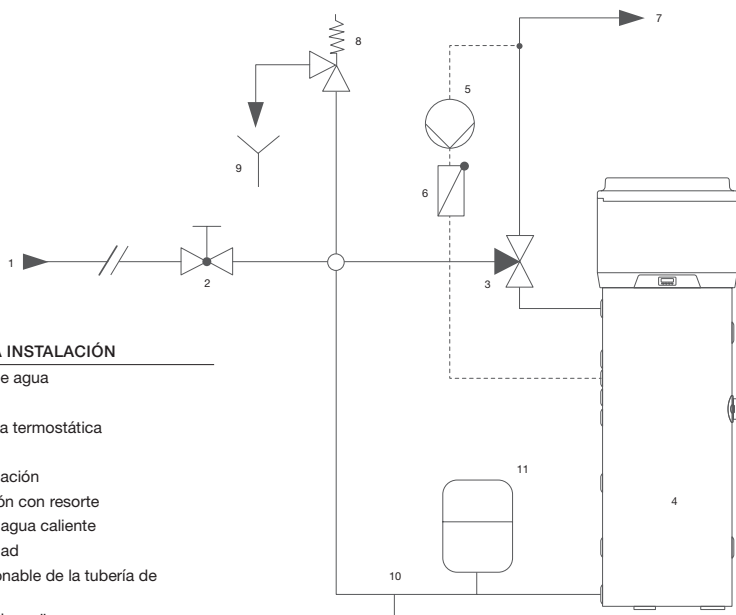 8
7
5
9
6
1
2
3
A INSTALACIÓN
e agua
a termostática
ación
ón con resorte
agua caliente
ad
onable de la tubería de
11
4
10